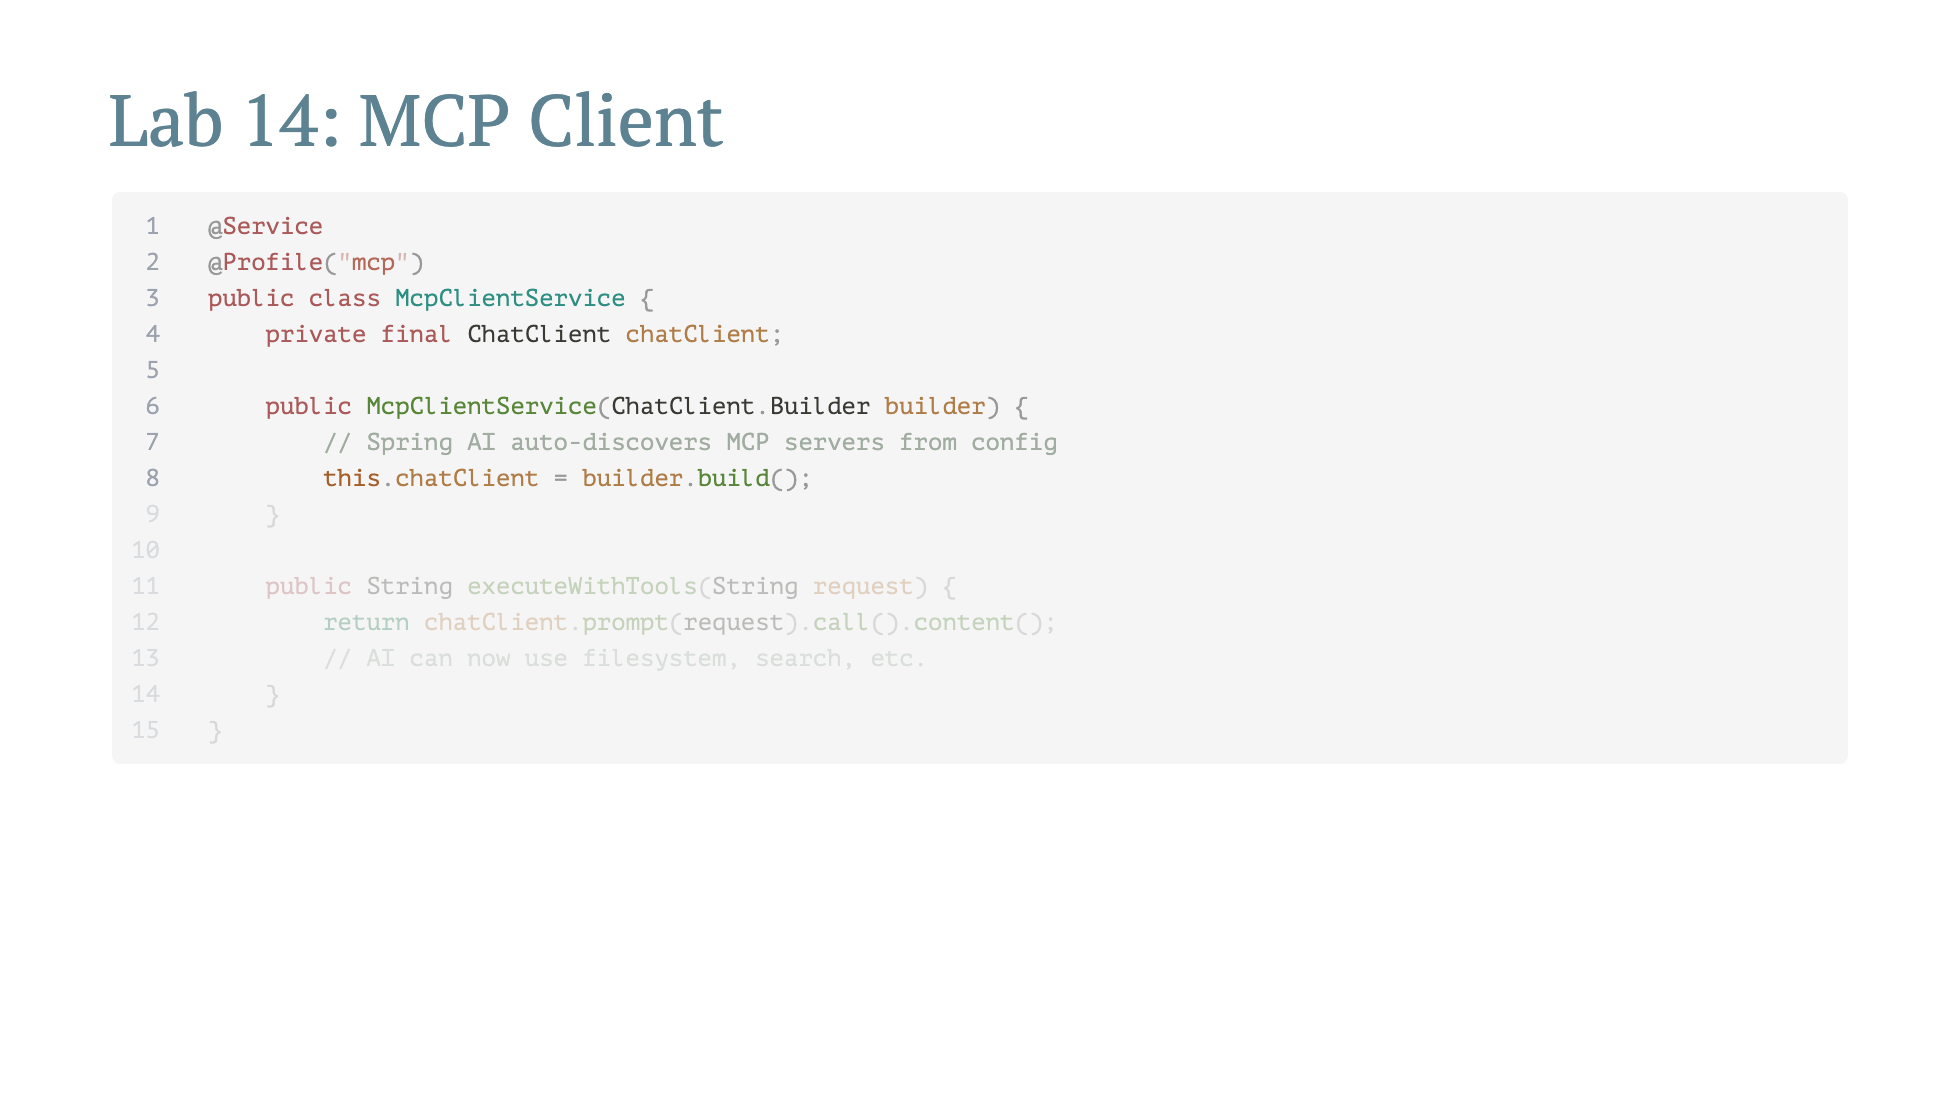 Lab 14: MCP Client
1 @Service
2 @Profile("mcp")
3 public class McpClientService {
4     private final ChatClient chatClient;
5
6     public McpClientService(ChatClient.Builder builder) {
7         // Spring AI auto-discovers MCP servers from config
8         this.chatClient = builder.build();
9     }
10
11     public String executeWithTools(String request) {
12         return chatClient.prompt(request).call().content();
13         // AI can now use filesystem, search, etc.
14     }
15 }